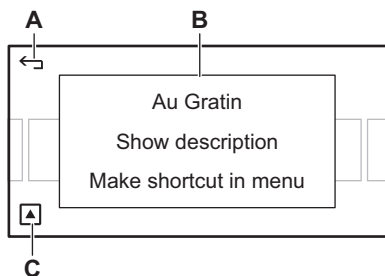 A B
Au Gratin
Show description
Make shortcut in menu
C